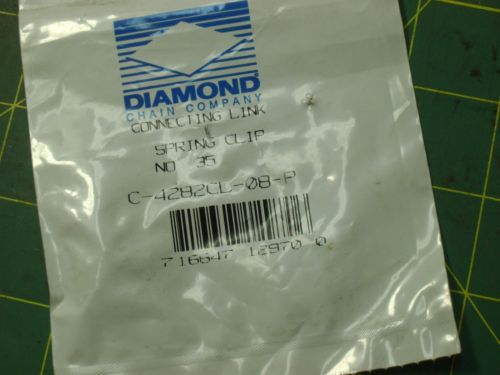 DIAMOND
CHAIN COMPANY
CONNECTING LINK
SPRING CLIP
NO 35
C-4282CL-08-P
716647 12970 0